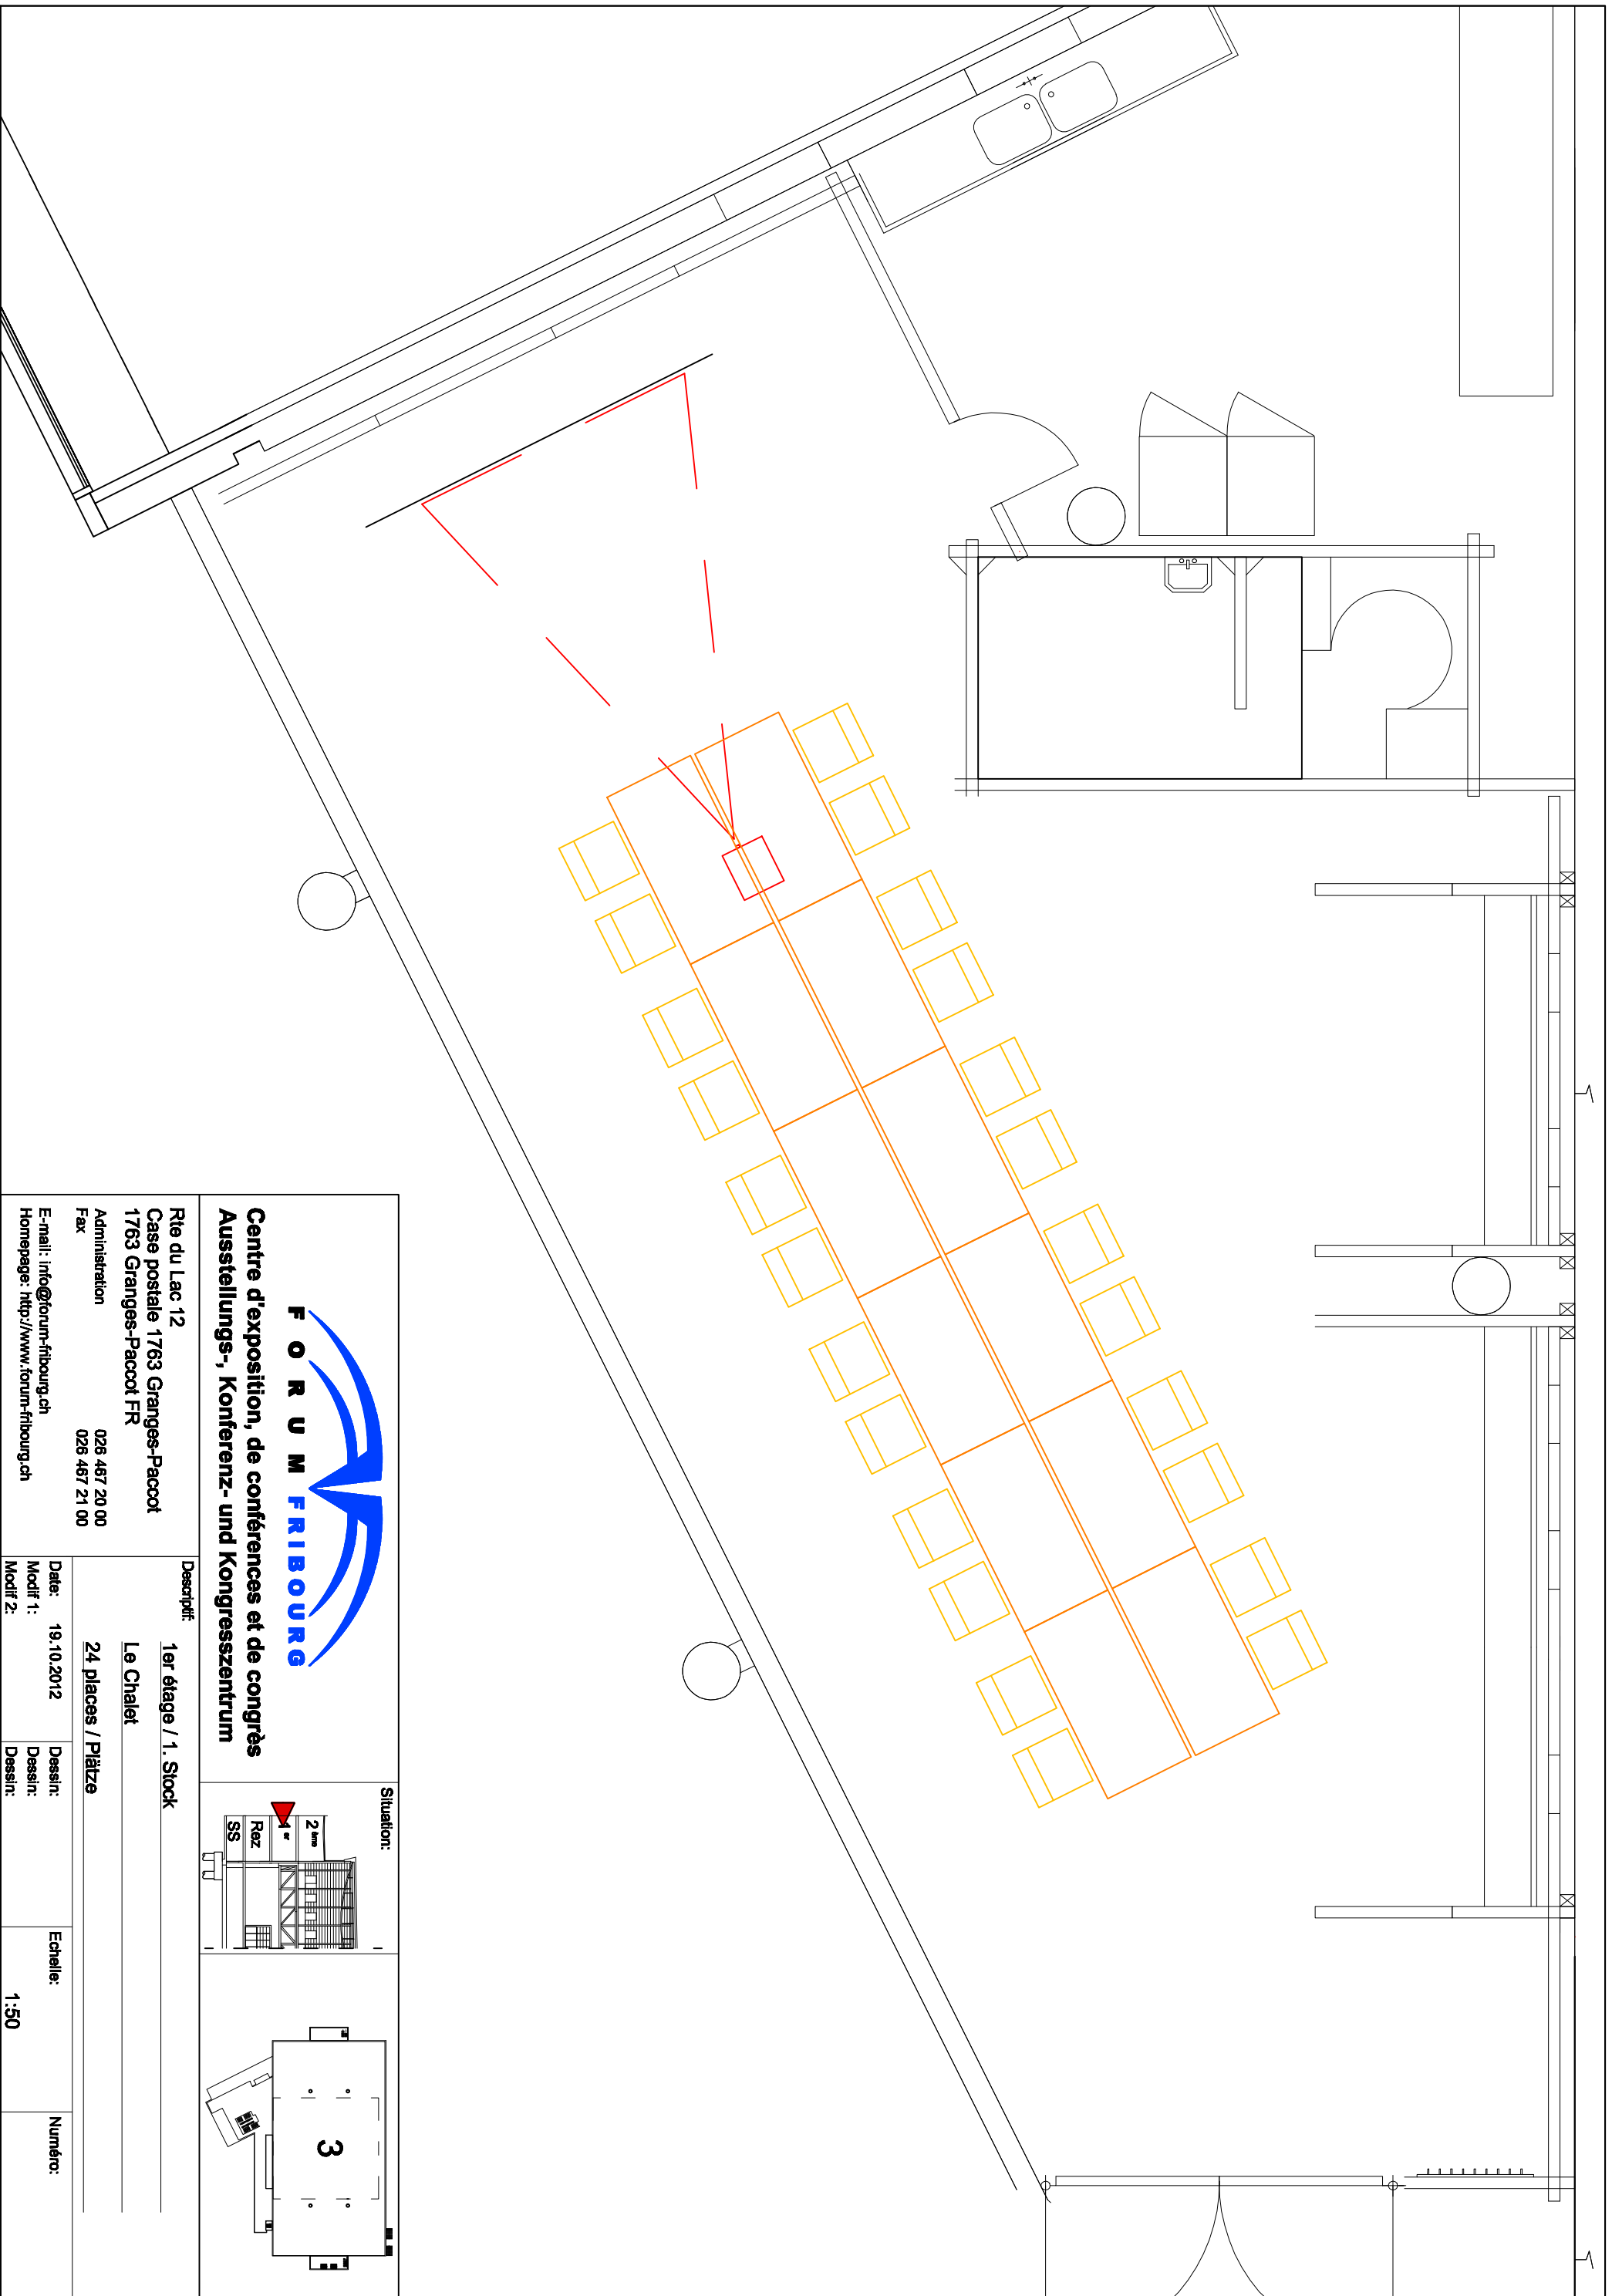 FORUM FRIBOURG
Centre d'exposition, de conférences et de congrès
Ausstellungs-, Konferenz- und Kongresszentrum
Rte du Lac 12
Case postale 1763 Granges-Paccot
1763 Granges-Paccot FR
Administration 026 467 20 00
Fax 026 467 21 00
E-mail: info@forum-fribourg.ch
Homepage: http://www.forum-fribourg.ch
Situation:
2ème
1er
Rez
SS
3
Descriptif:
1er étage / 1. Stock
Le Chalet
24 places / Plätze
Date: 19.10.2012 Dessin:
Modif 1: Dessin:
Modif 2: Dessin:
Echelle:
1:50
Numéro: